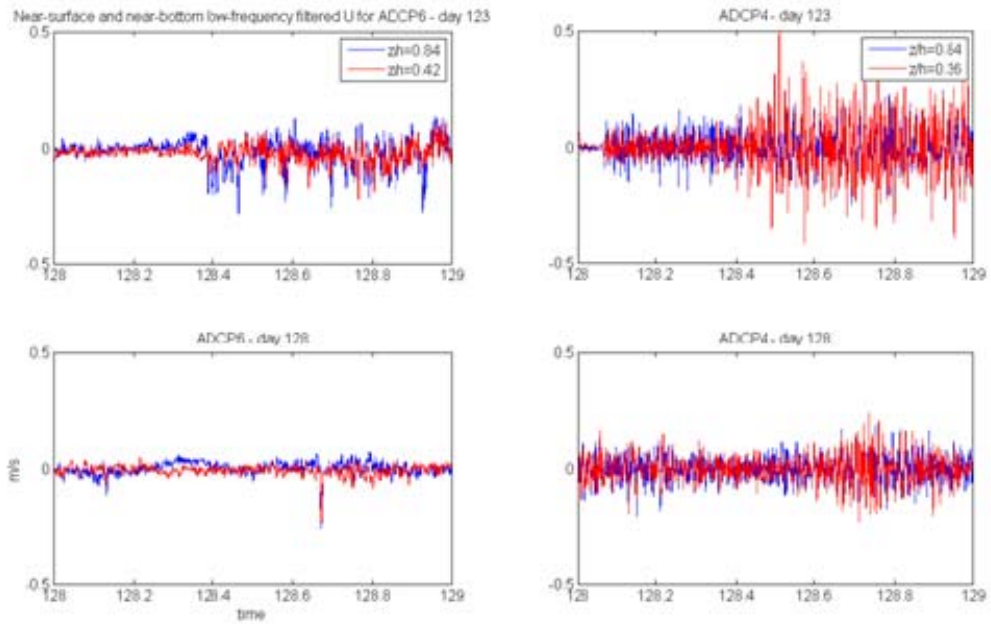 Near-surface and near-bottom low-frequency filtered U for ADCP6 - day 123
0.5
zh=0.84
zh=0.42
0
-0.5
128 128.2 128.4 128.6 128.8 129
ADCP4 - day 123
0.5
z/h=0.84
z/h=0.36
0
-0.5
128 128.2 128.4 128.6 128.8 129
ADCP6 - day 128
0.5
m/s
0
-0.5
128 128.2 128.4 128.6 128.8 129
time
ADCP4 - day 128
0.5
0
-0.5
128 128.2 128.4 128.6 128.8 129